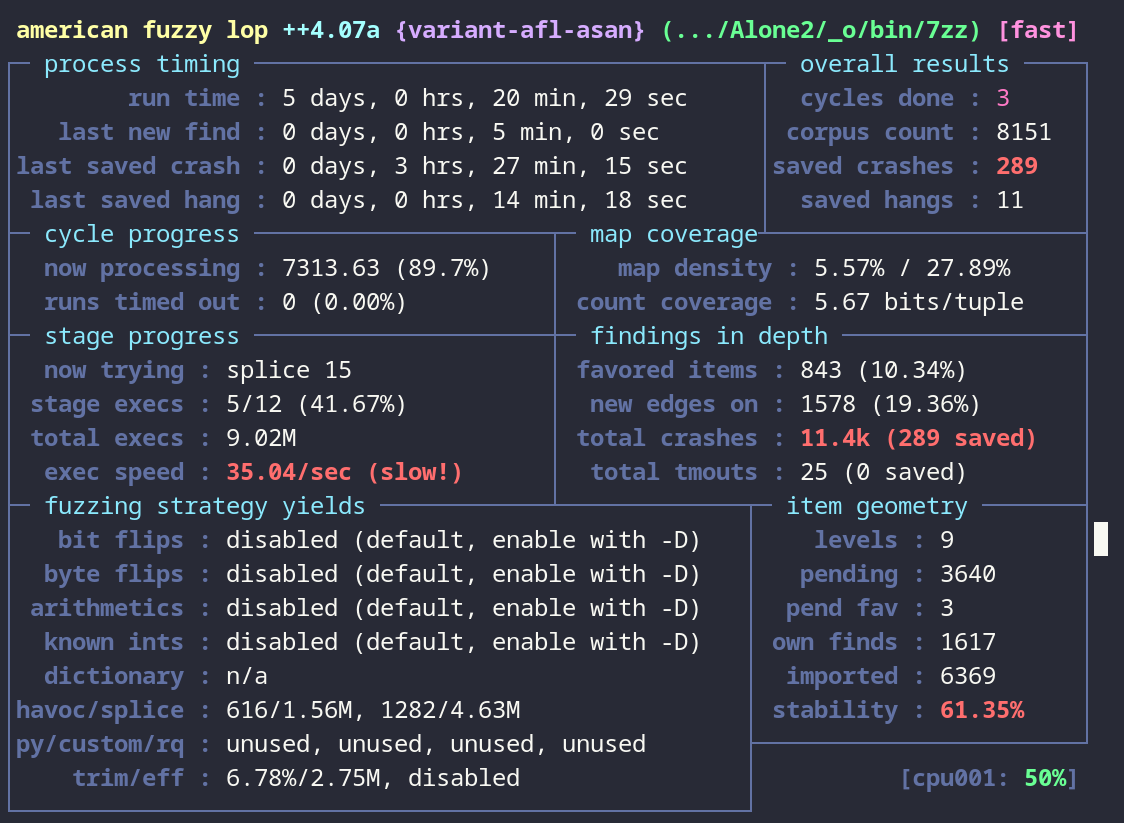 american fuzzy lop ++4.07a {variant-afl-asan} (.../Alone2/_o/bin/7zz) [fast]
process timing
run time : 5 days, 0 hrs, 20 min, 29 sec
last new find : 0 days, 0 hrs, 5 min, 0 sec
last saved crash : 0 days, 3 hrs, 27 min, 15 sec
last saved hang : 0 days, 0 hrs, 14 min, 18 sec
overall results
cycles done : 3
corpus count : 8151
saved crashes : 289
saved hangs : 11
cycle progress
now processing : 7313.63 (89.7%)
runs timed out : 0 (0.00%)
map coverage
map density : 5.57% / 27.89%
count coverage : 5.67 bits/tuple
stage progress
now trying : splice 15
stage execs : 5/12 (41.67%)
total execs : 9.02M
exec speed : 35.04/sec (slow!)
findings in depth
favored items : 843 (10.34%)
new edges on : 1578 (19.36%)
total crashes : 11.4k (289 saved)
total tmouts : 25 (0 saved)
fuzzing strategy yields
bit flips : disabled (default, enable with -D)
byte flips : disabled (default, enable with -D)
arithmetics : disabled (default, enable with -D)
known ints : disabled (default, enable with -D)
dictionary : n/a
havoc/splice : 616/1.56M, 1282/4.63M
py/custom/rq : unused, unused, unused, unused
trim/eff : 6.78%/2.75M, disabled
item geometry
levels : 9
pending : 3640
pend fav : 3
own finds : 1617
imported : 6369
stability : 61.35%
[cpu001: 50%]